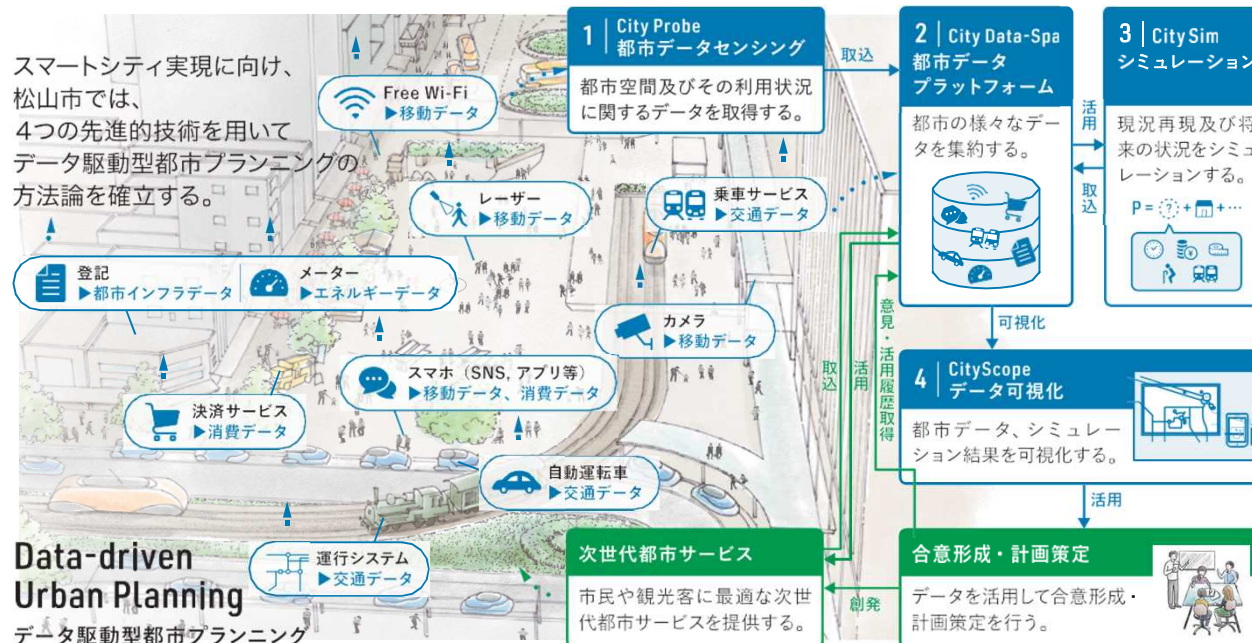 スマートシティ実現に向け、
松山市では、
4つの先進的技術を用いて
データ駆動型都市プランニングの
方法論を確立する。
Free Wi-Fi
▶移動データ
レーザー
▶移動データ
乗車サービス
▶交通データ
登記
▶都市インフラデータ
メーター
▶エネルギーデータ
カメラ
▶移動データ
スマホ（SNS, アプリ等）
▶移動データ、消費データ
決済サービス
▶消費データ
自動運転車
▶交通データ
運行システム
▶交通データ
Data-driven
Urban Planning
データ駆動型都市プランニング
1 | City Probe
都市データセンシング
都市空間及びその利用状況
に関するデータを取得する。
取込
2 | City Data-Spa
都市データ
プラットフォーム
都市の様々なデー
タを集約する。
活用
取込
3 | City Sim
シミュレーション
現況再現及び将
来の状況をシミュ
レーションする。
P = ? + + …
可視化
4 | CityScope
データ可視化
都市データ、シミュレー
ション結果を可視化する。
取込
活用
意見・活用履歴取得
活用
次世代都市サービス
市民や観光客に最適な次世
代都市サービスを提供する。
創発
合意形成・計画策定
データを活用して合意形成・
計画策定を行う。